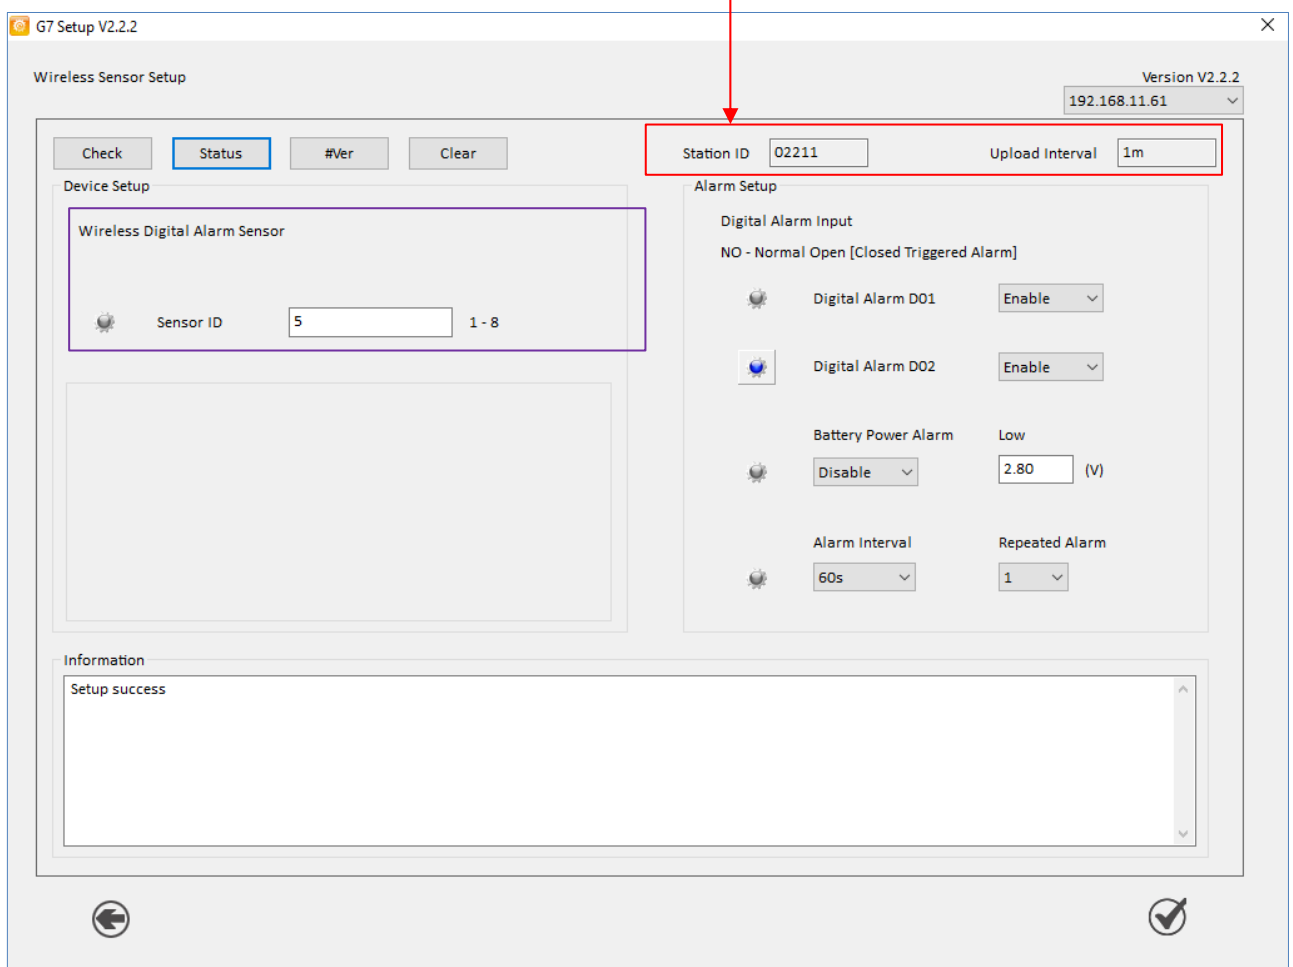 G7 Setup V2.2.2
Wireless Sensor Setup
Version V2.2.2
192.168.11.61
Check Status #Ver Clear
Station ID 02211 Upload Interval 1m
Device Setup
Wireless Digital Alarm Sensor
Sensor ID 5 1 - 8
Alarm Setup
Digital Alarm Input
NO - Normal Open [Closed Triggered Alarm]
Digital Alarm D01 Enable
Digital Alarm D02 Enable
Battery Power Alarm Low
Disable 2.80 (V)
Alarm Interval Repeated Alarm
60s 1
Information
Setup success